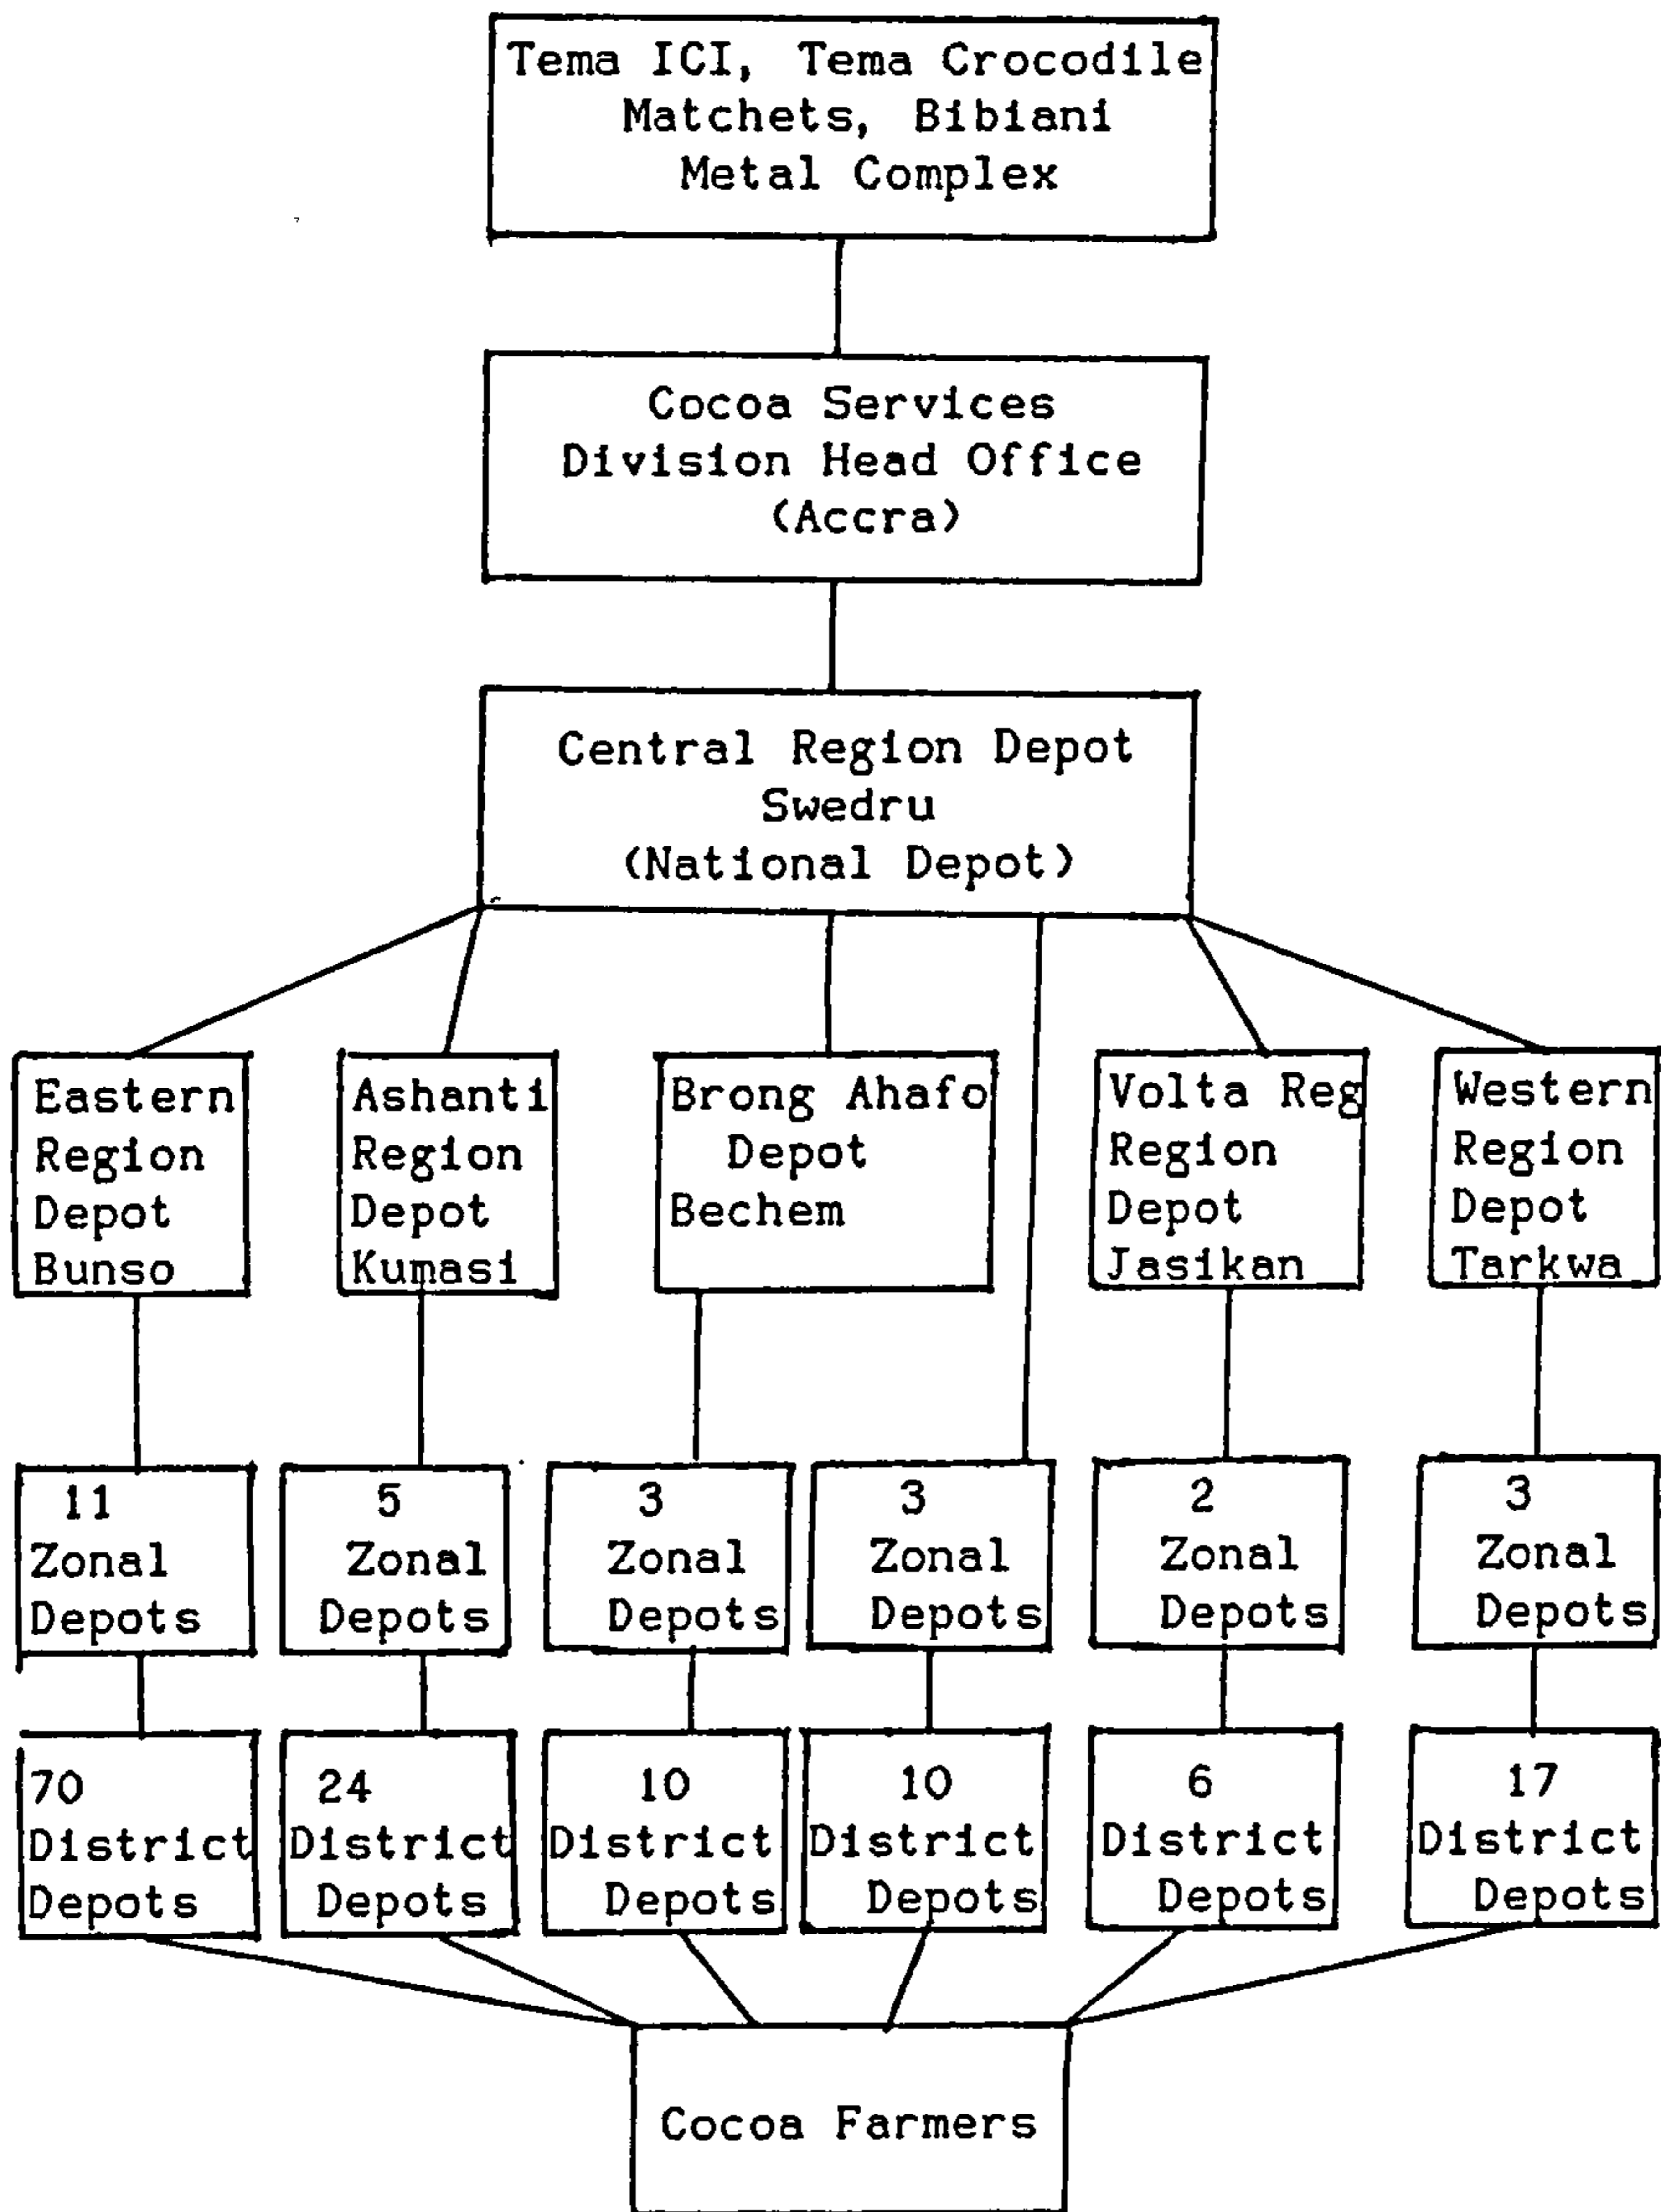 Tema ICI, Tema Crocodile
Matchets, Bibiani
Metal Complex
Cocoa Services
Division Head Office
(Accra)
Central Region Depot
Swedru
(National Depot)
Eastern
Region
Depot
Bunso
Ashanti
Region
Depot
Kumasi
Brong Ahafo
Depot
Bechem
Volta Reg
Region
Depot
Jasikan
Western
Region
Depot
Tarkwa
11
Zonal
Depots
5
Zonal
Depots
3
Zonal
Depots
3
Zonal
Depots
2
Zonal
Depots
3
Zonal
Depots
70
District
Depots
24
District
Depots
10
District
Depots
10
District
Depots
6
District
Depots
17
District
Depots
Cocoa Farmers